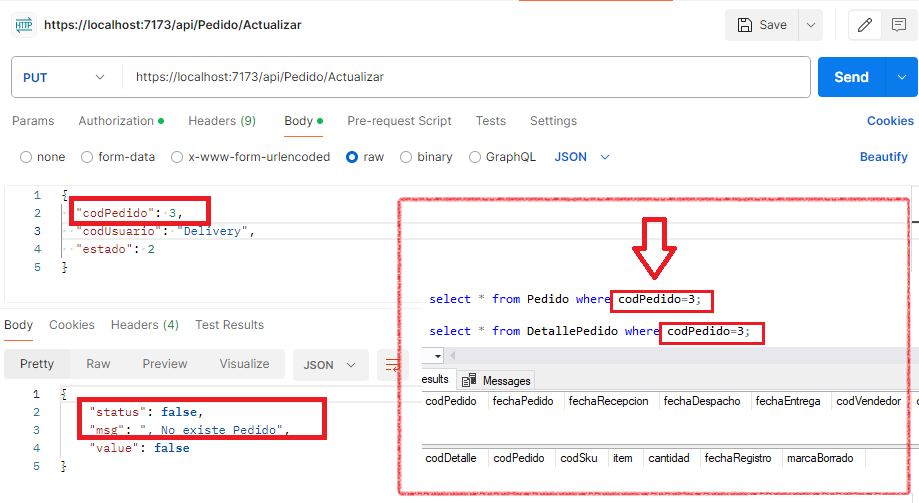 HTTP https://localhost:7173/api/Pedido/Actualizar Save
PUT https://localhost:7173/api/Pedido/Actualizar Send
Params Authorization Headers (9) Body Pre-request Script Tests Settings Cookies
none form-data x-www-form-urlencoded raw binary GraphQL JSON Beautify
1 {
2 "codPedido": 3,
3 "codUsuario": "Delivery",
4 "estado": 2
5 }
Body Cookies Headers (4) Test Results
Pretty Raw Preview Visualize JSON
1 {
2 "status": false,
3 "msg": ", No existe Pedido",
4 "value": false
5 }
select * from Pedido where codPedido=3;
select * from DetallePedido where codPedido=3;
esults Messages
codPedido fechaPedido fechaRecepcion fechaDespacho fechaEntrega codVendedor
codDetalle codPedido codSku item cantidad fechaRegistro marcaBorrado